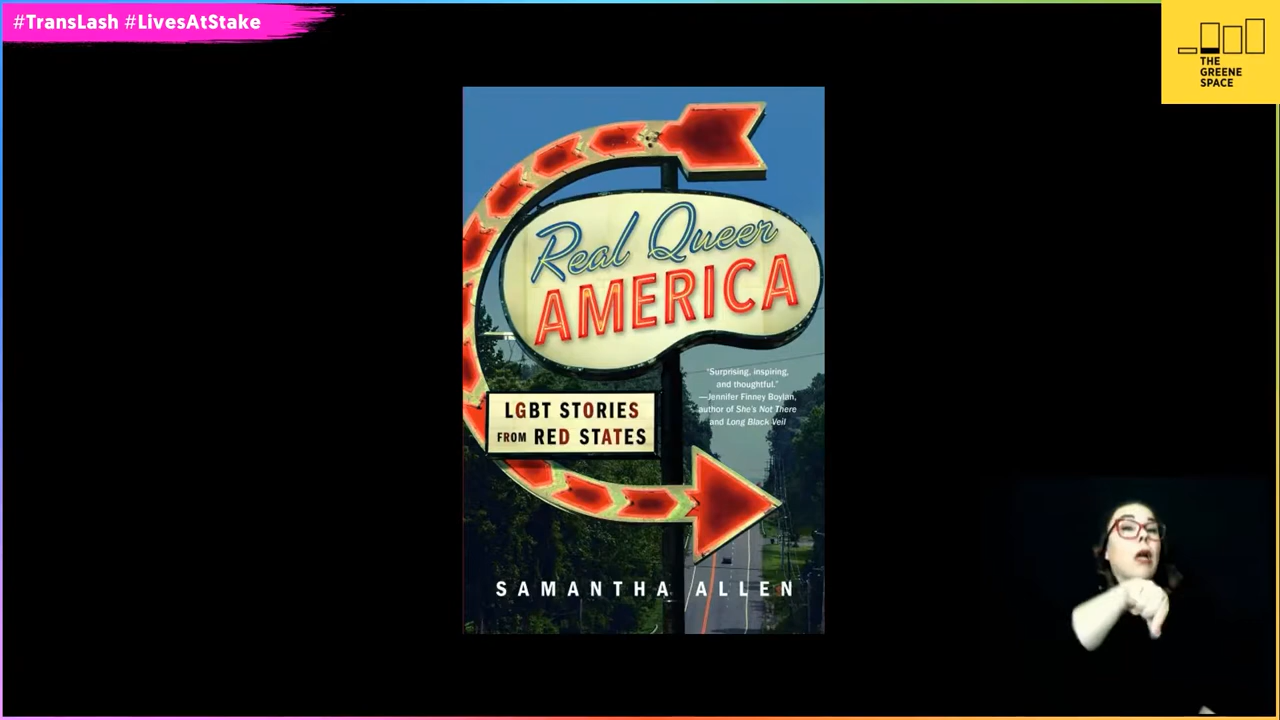 #TransLash #LivesAtStake
THE
GREENE
SPACE
Real Queer
AMERICA
"Surprising, inspiring,
and thoughtful."
—Jennifer Finney Boylan,
author of She's Not There
and Long Black Veil
LGBT STORIES
FROM RED STATES
SAMANTHA ALLEN